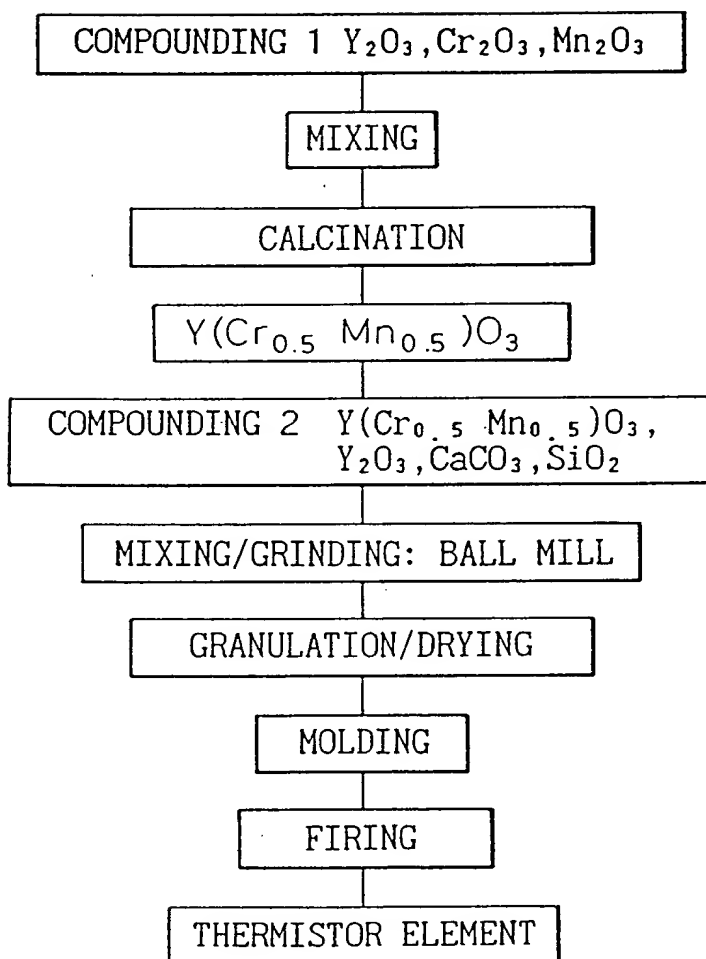 COMPOUNDING 1 Y₂O₃,Cr₂O₃,Mn₂O₃
MIXING
CALCINATION
Y(Cr₀.₅ Mn₀.₅)O₃
COMPOUNDING 2 Y(Cr₀.₅ Mn₀.₅)O₃,
Y₂O₃,CaCO₃,SiO₂
MIXING/GRINDING: BALL MILL
GRANULATION/DRYING
MOLDING
FIRING
THERMISTOR ELEMENT